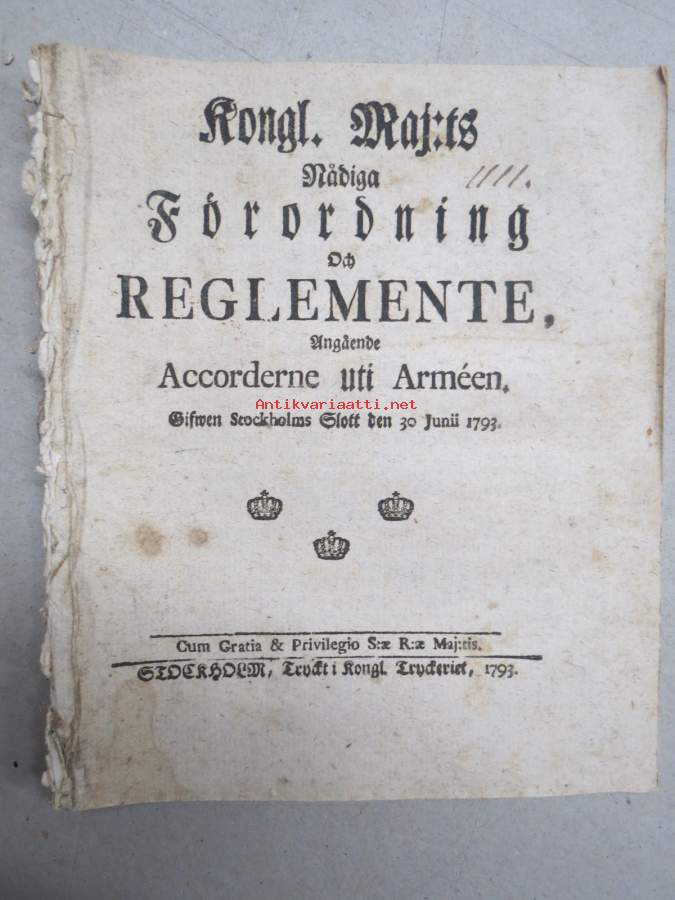 Kongl. Maj:ts
Nådiga
Förordning
Och
REGLEMENTE,
Angående
Accorderne uti Arméen.
Antikvariaatti.net
Gifwen Stockholms Slott den 30 Junii 1793.
Cum Gratia & Privilegio S:æ R:æ Maj:tis.
STOCKHOLM, Tryckt i Kongl. Tryckeriet, 1793.